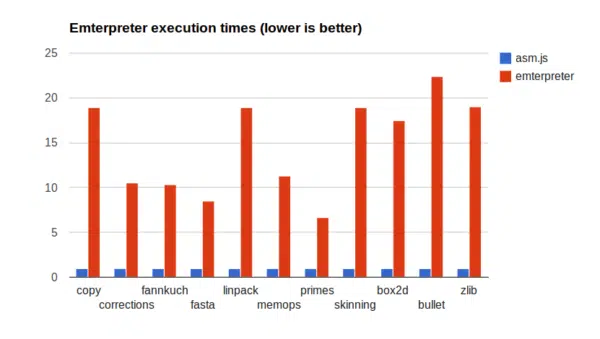 Emterpreter execution times (lower is better)
asm.js
emterpreter
25
20
15
10
5
0
copy
corrections
fannkuch
fasta
linpack
memops
primes
skinning
box2d
bullet
zlib